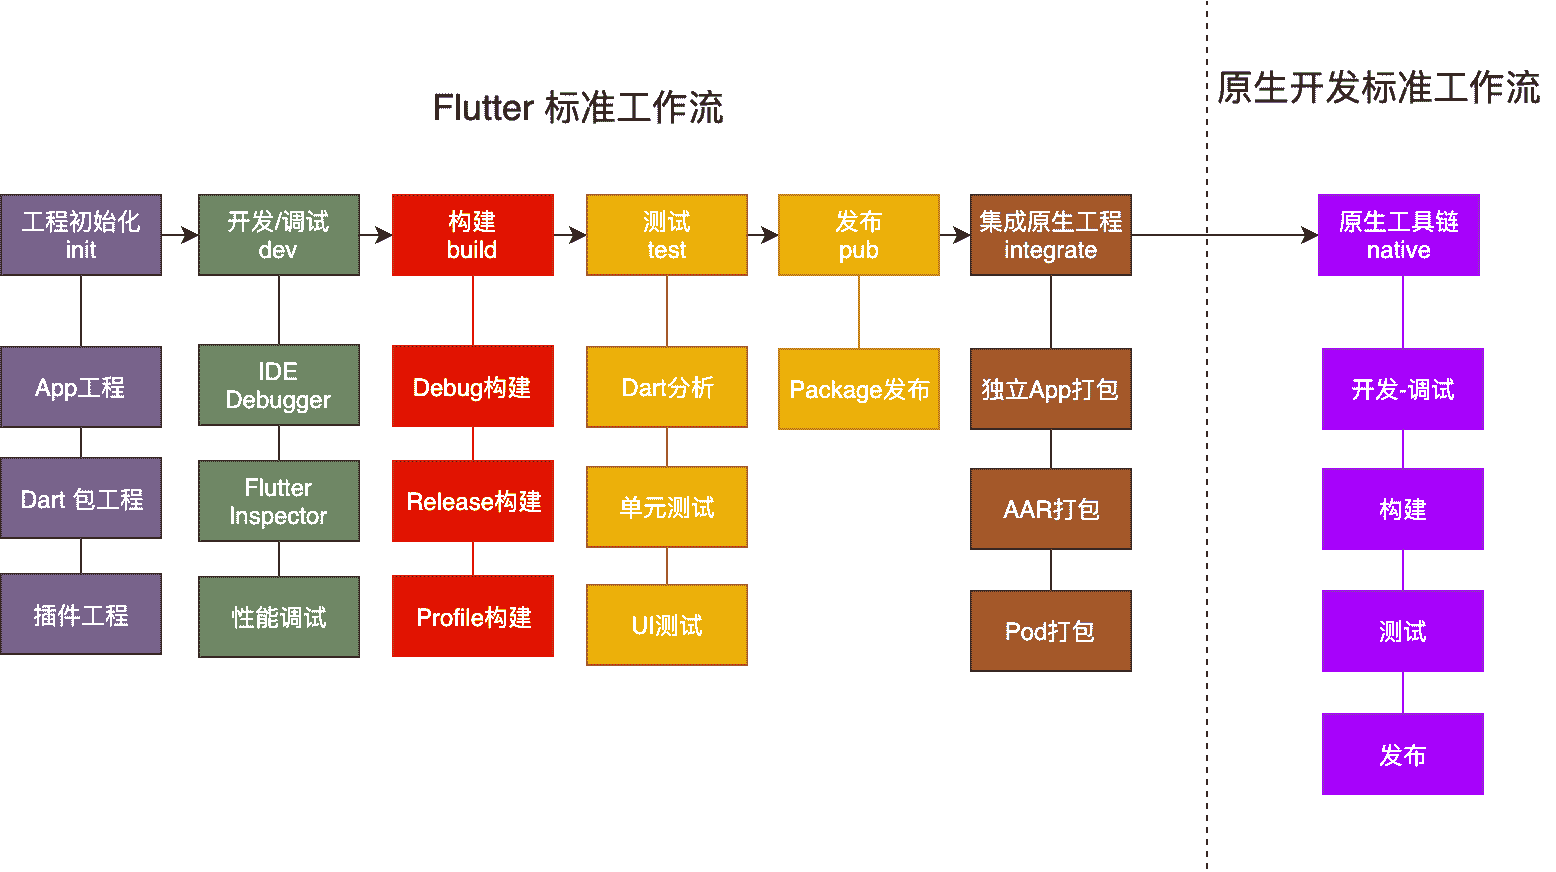 Flutter 标准工作流
原生开发标准工作流
工程初始化
init
开发/调试
dev
构建
build
测试
test
发布
pub
集成原生工程
integrate
原生工具链
native
App工程
IDE
Debugger
Debug构建
Dart分析
Package发布
独立App打包
开发-调试
Dart 包工程
Flutter
Inspector
Release构建
单元测试
AAR打包
构建
插件工程
性能调试
Profile构建
UI测试
Pod打包
测试
发布